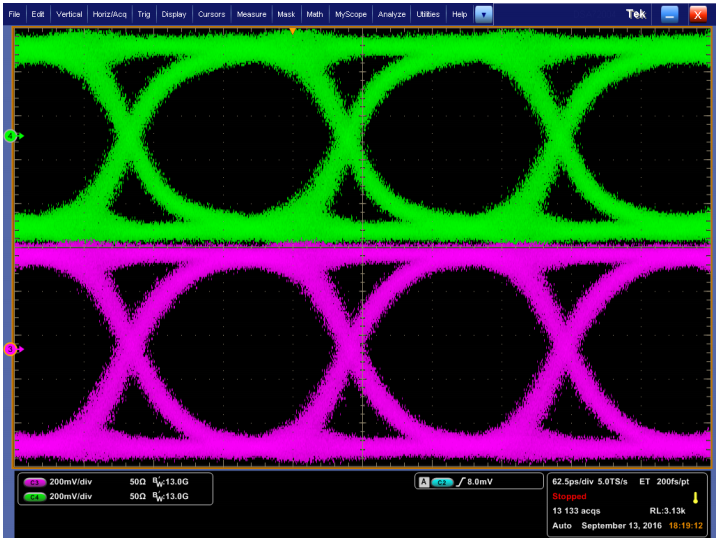 File Edit Vertical Horiz/Acq Trig Display Cursors Measure Mask Math MyScope Analyze Utilities Help Tek X
4
3
C3 200mV/div 50Ω BW:13.0G
C4 200mV/div 50Ω BW:13.0G
A C2 8.0mV
62.5ps/div 5.0TS/s ET 200fs/pt
Stopped
13 133 acqs RL:3.13k
Auto September 13, 2016 18:19:12